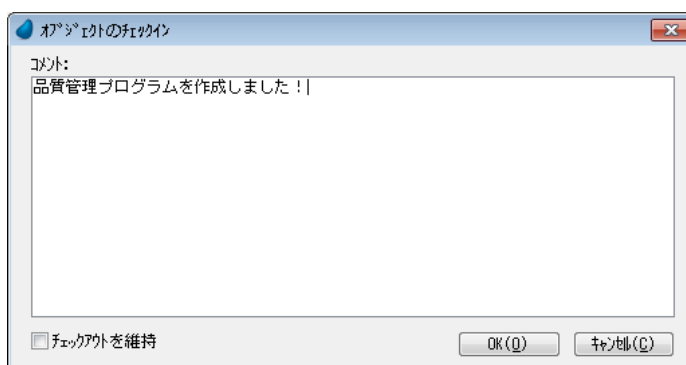 オブジェクトのチェックイン
コメント:
品質管理プログラムを作成しました!
チェックアウトを維持
OK(O)
キャンセル(C)